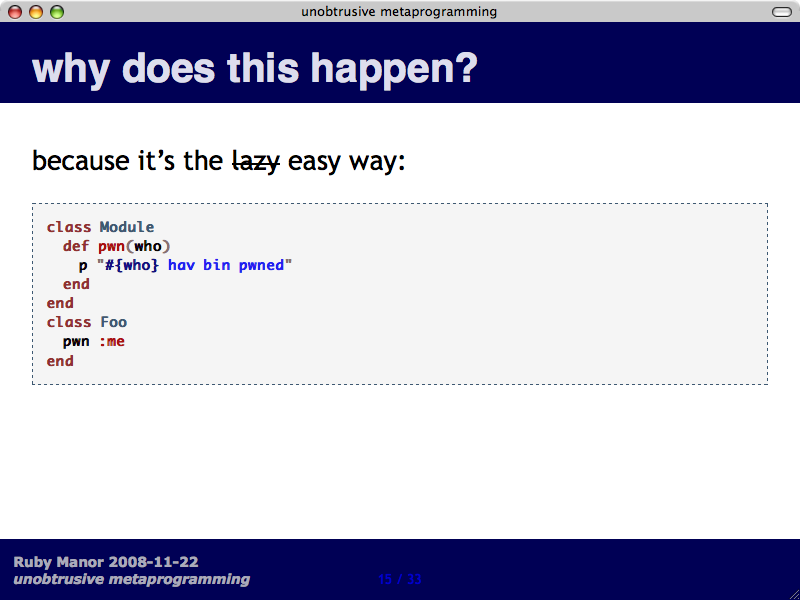 unobtrusive metaprogramming
why does this happen?
because it’s the lazy easy way:
class Module
  def pwn(who)
    p "#{who} hav bin pwned"
  end
end
class Foo
  pwn :me
end
Ruby Manor 2008-11-22
unobtrusive metaprogramming
15 / 33